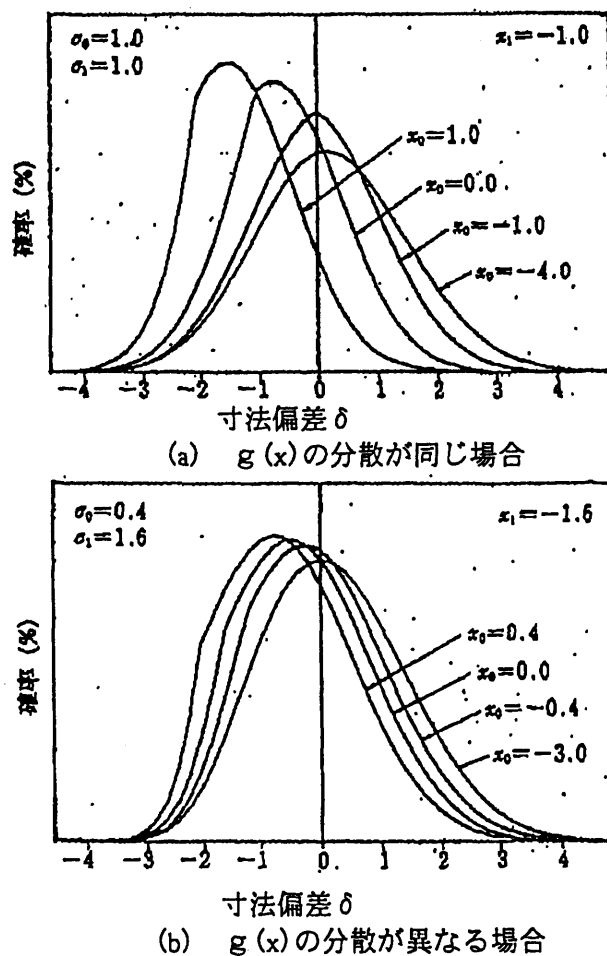 σ₀=1.0
σ₁=1.0
x₁=−1.0
x₀=1.0
x₀=0.0
x₀=−1.0
x₀=−4.0
確率 (%)
−4 −3 −2 −1 0 1 2 3 4
寸法偏差 δ
(a) g(x)の分散が同じ場合
σ₀=0.4
σ₁=1.6
x₁=−1.6
x₀=0.4
x₀=0.0
x₀=−0.4
x₀=−3.0
確率 (%)
−4 −3 −2 −1 0 1 2 3 4
寸法偏差 δ
(b) g(x)の分散が異なる場合